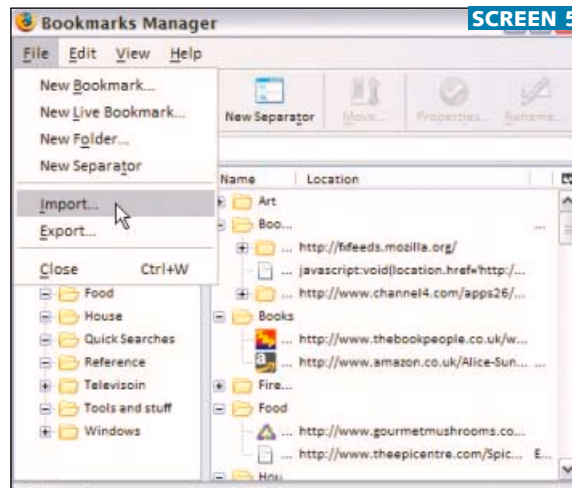 Bookmarks Manager
SCREEN 5
File Edit View Help
New Bookmark...
New Live Bookmark...
New Folder...
New Separator
Import...
Export...
Close Ctrl+W
New Separator Move... Properties... Rename...
Name Location
Art
Boo... ...
... http://fxfeeds.mozilla.org/
... javascript:void(location.href='http:/...
... http://www.channel4.com/apps26/...
Books
... http://www.thebookpeople.co.uk/w...
... http://www.amazon.co.uk/Alice-Sun... ...
Fire...
Food
... http://www.gourmetmushrooms.co...
... http://www.theepicentre.com/Spic... E...
Hou
Food
House
Quick Searches
Reference
Televisoin
Tools and stuff
Windows